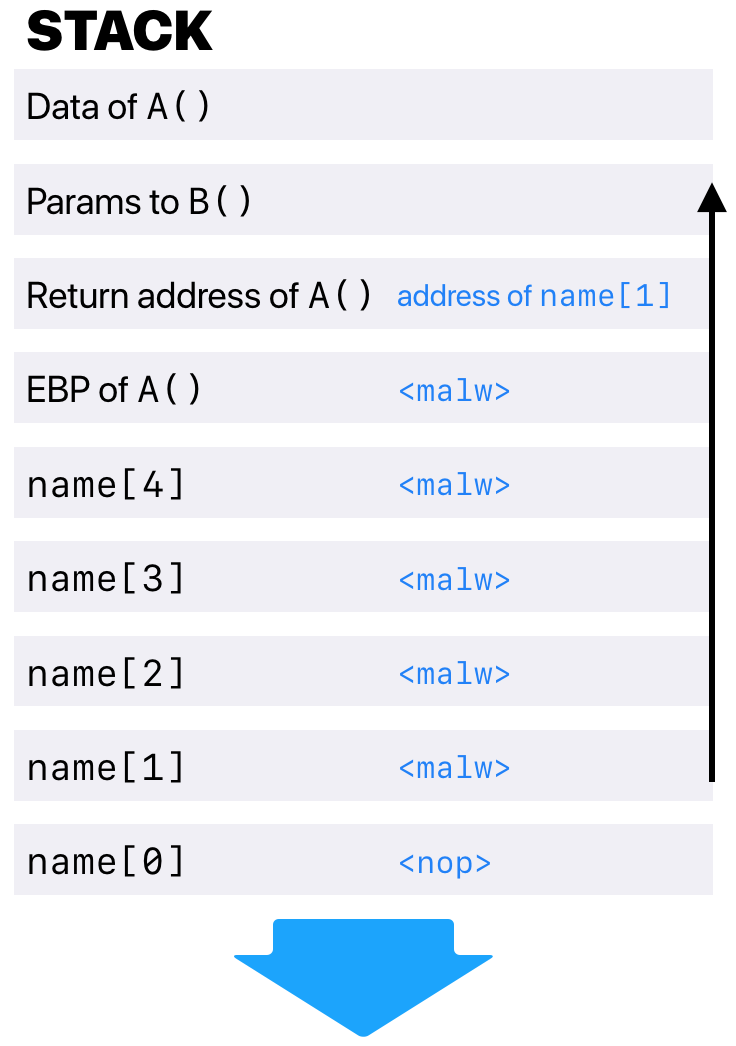 STACK
Data of A()
Params to B()
Return address of A() address of name[1]
EBP of A() <malw>
name[4] <malw>
name[3] <malw>
name[2] <malw>
name[1] <malw>
name[0] <nop>